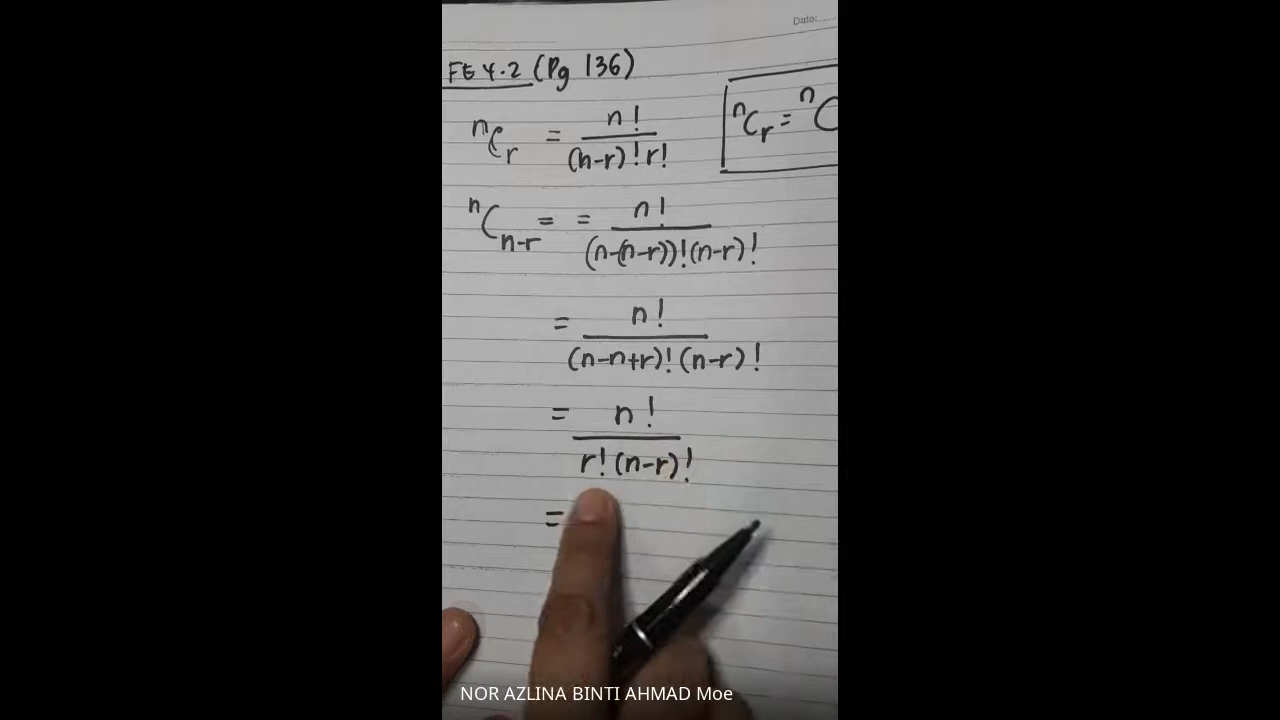 Date:......
FE 4.2 (Pg 136)
ⁿCᵣ = n! / (n-r)!r!
ⁿCᵣ = ⁿC
ⁿCₙ₋ᵣ = = n! / (n-(n-r))!(n-r)!
= n! / (n-n+r)!(n-r)!
= n! / r!(n-r)!
=
NOR AZLINA BINTI AHMAD Moe